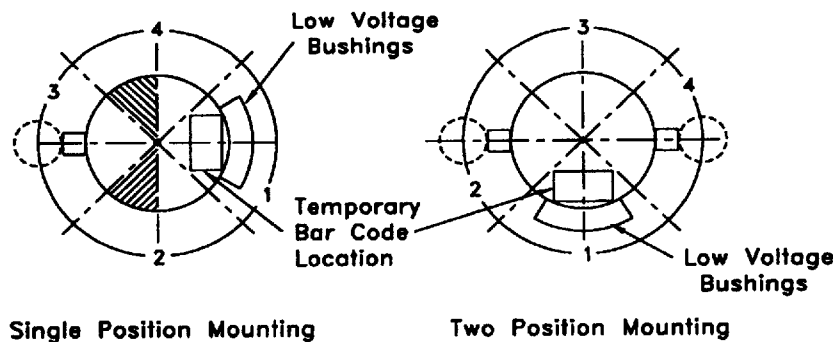 4
Low Voltage
Bushings
3
1
2
Temporary
Bar Code
Location
3
4
2
1
Low Voltage
Bushings
Single Position Mounting
Two Position Mounting